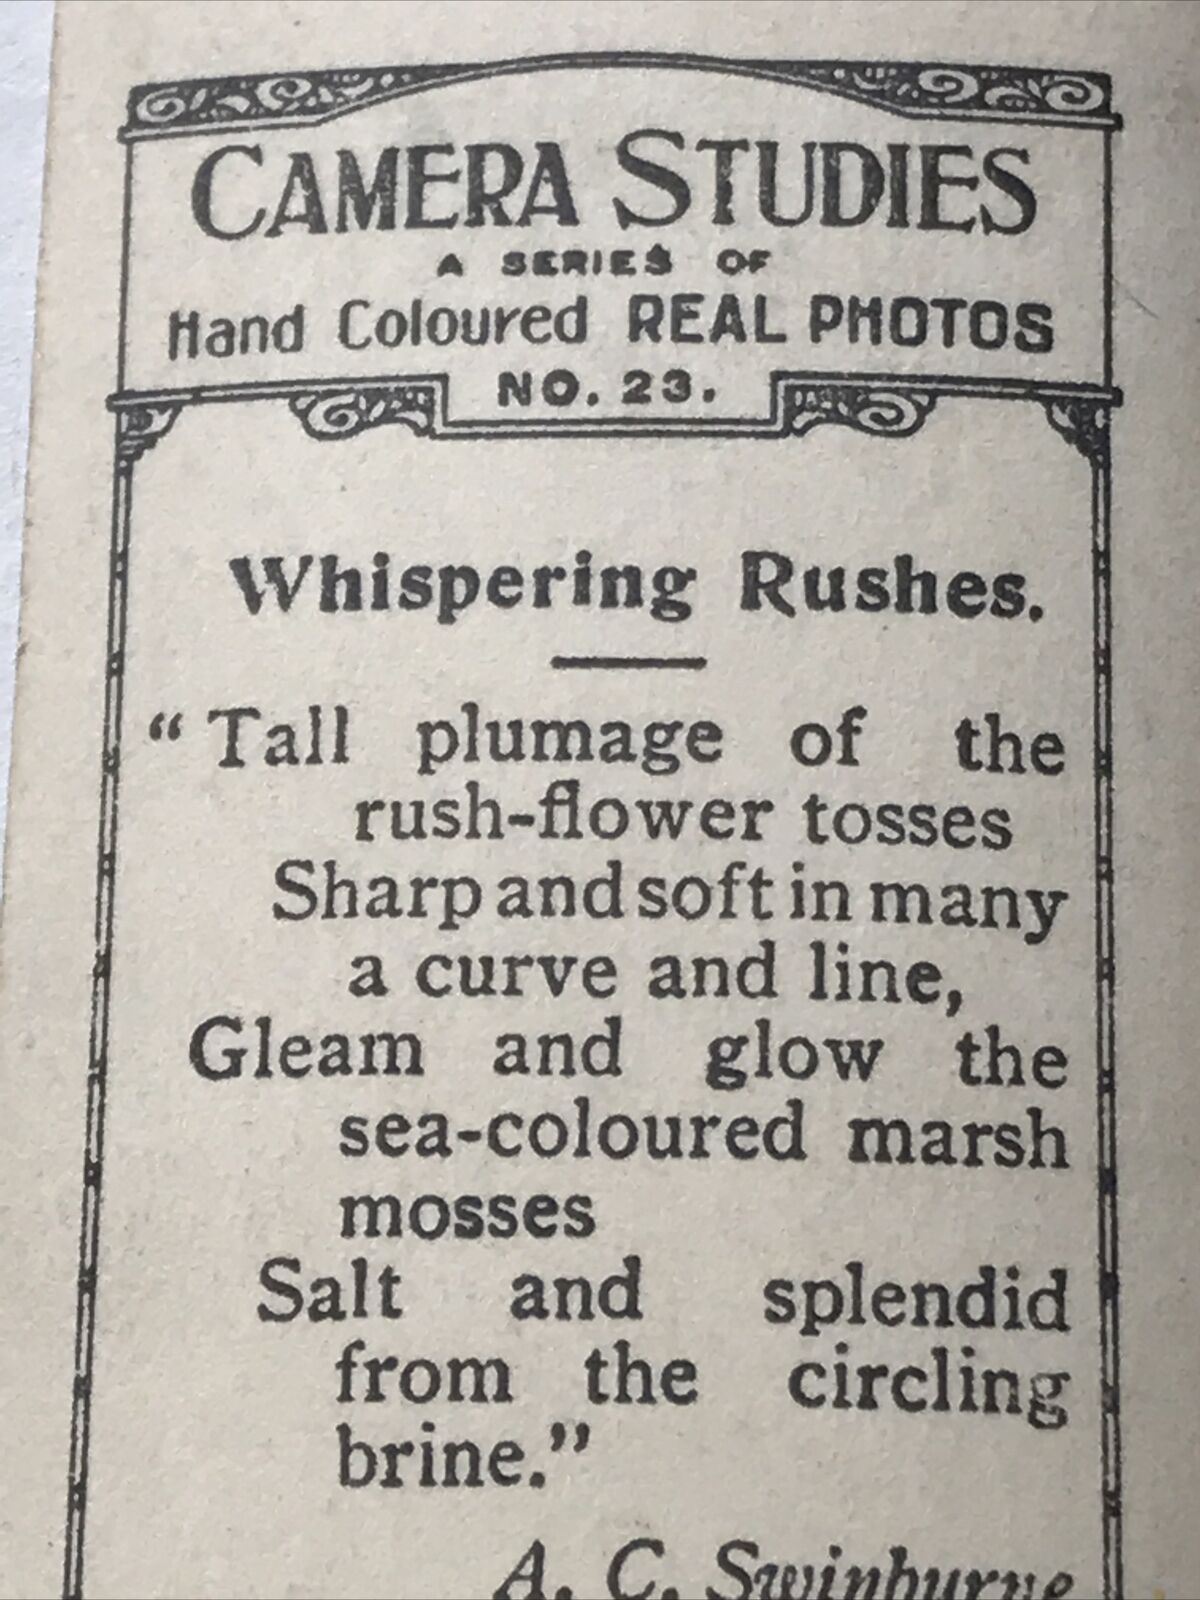 CAMERA STUDIES
A SERIES OF
Hand Coloured REAL PHOTOS
NO. 23.
Whispering Rushes.
“Tall plumage of the
rush-flower tosses
Sharp and soft in many
a curve and line,
Gleam and glow the
sea-coloured marsh
mosses
Salt and splendid
from the circling
brine.”
A. C. Swinburne